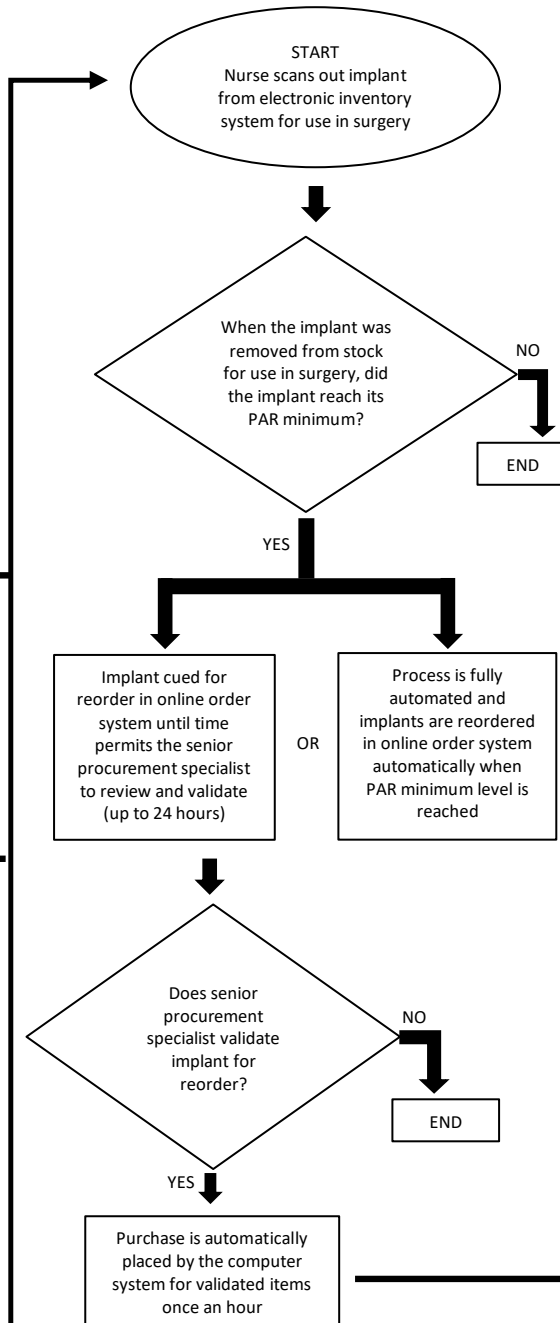 START
Nurse scans out implant
from electronic inventory
system for use in surgery
When the implant was
removed from stock
for use in surgery, did
the implant reach its
PAR minimum?
NO
END
YES
Implant cued for
reorder in online order
system until time
permits the senior
procurement specialist
to review and validate
(up to 24 hours)
OR
Process is fully
automated and
implants are reordered
in online order system
automatically when
PAR minimum level is
reached
Does senior
procurement
specialist validate
implant for
reorder?
NO
END
YES
Purchase is automatically
placed by the computer
system for validated items
once an hour